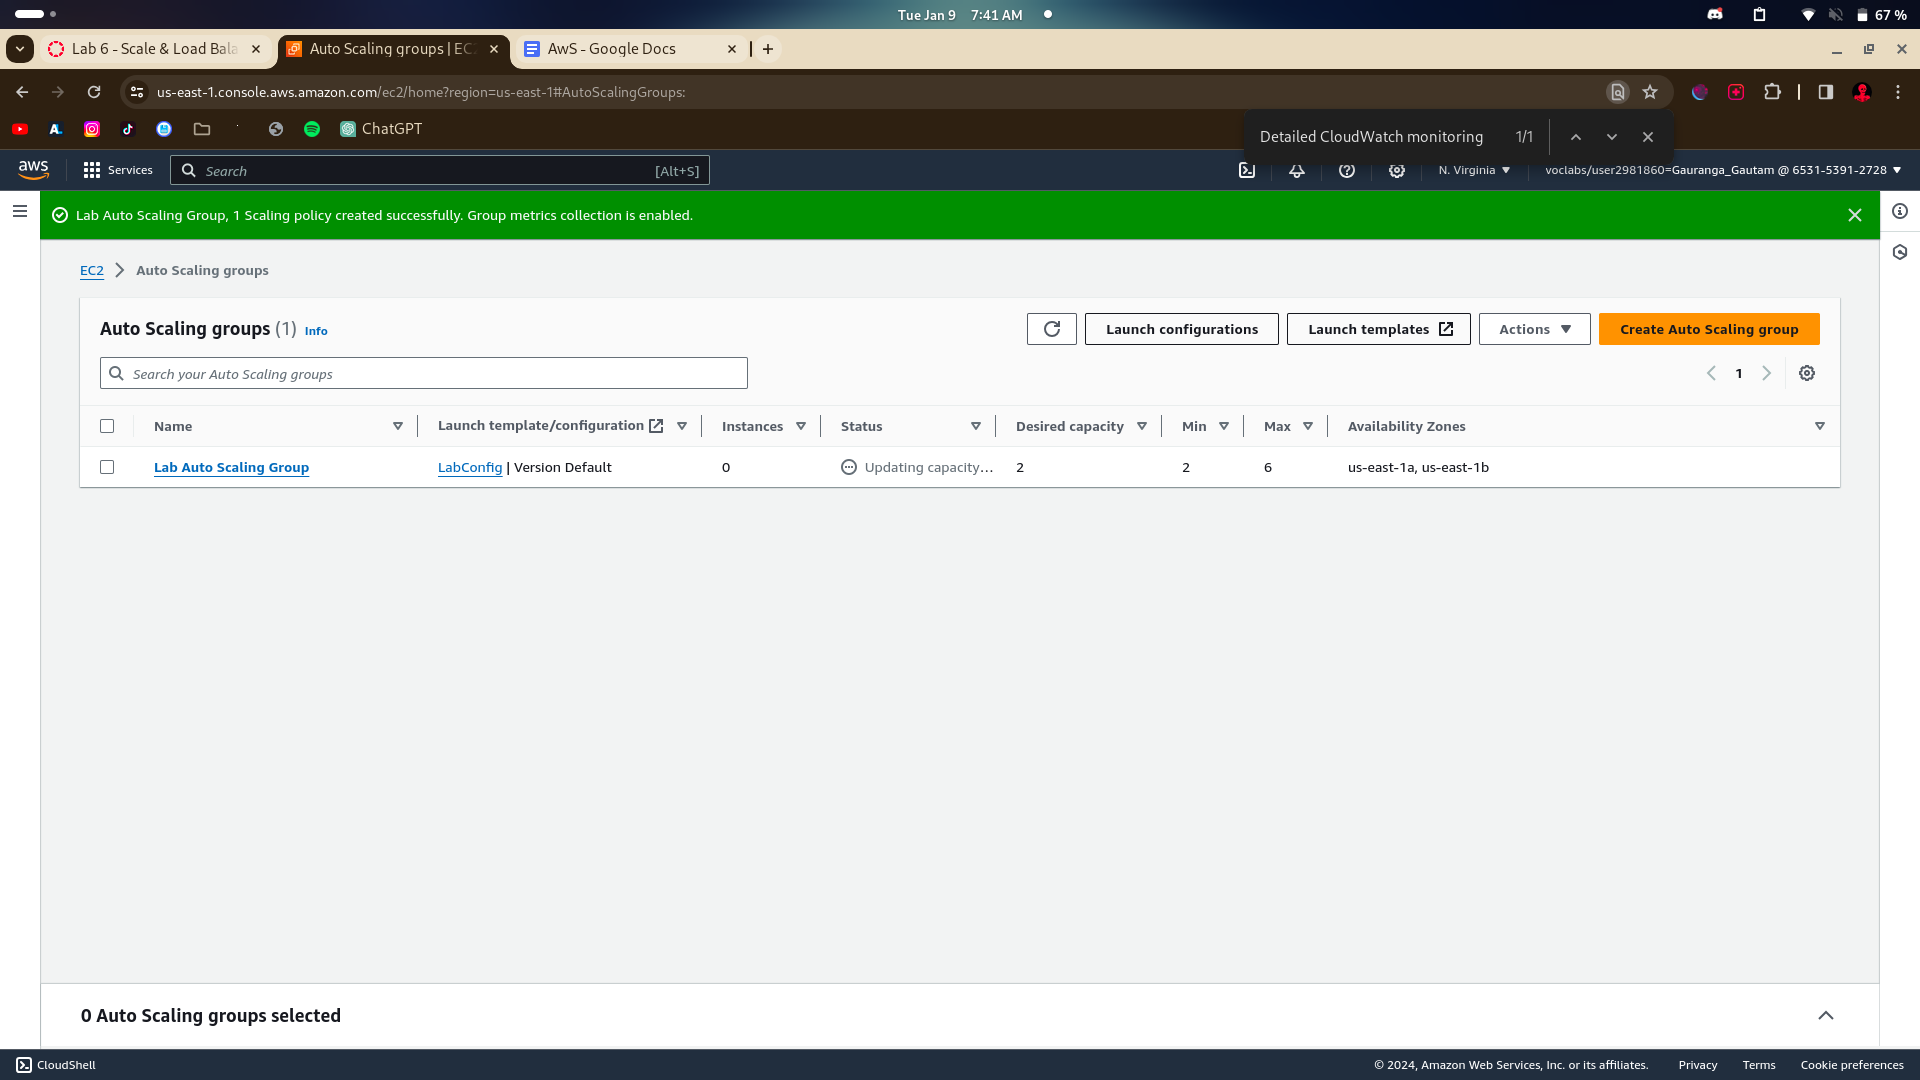 Tue Jan 9 7:41 AM
67 %
Lab 6 - Scale & Load Bala
Auto Scaling groups | EC2
AwS - Google Docs
us-east-1.console.aws.amazon.com/ec2/home?region=us-east-1#AutoScalingGroups:
ChatGPT
Detailed CloudWatch monitoring 1/1
aws
Services
Search [Alt+S]
N. Virginia
voclabs/user2981860=Gauranga_Gautam @ 6531-5391-2728
Lab Auto Scaling Group, 1 Scaling policy created successfully. Group metrics collection is enabled.
EC2 > Auto Scaling groups
Auto Scaling groups (1) Info
Launch configurations
Launch templates
Actions
Create Auto Scaling group
Search your Auto Scaling groups
1
Name Launch template/configuration Instances Status Desired capacity Min Max Availability Zones
Lab Auto Scaling Group LabConfig | Version Default 0 Updating capacity... 2 2 6 us-east-1a, us-east-1b
0 Auto Scaling groups selected
CloudShell
© 2024, Amazon Web Services, Inc. or its affiliates. Privacy Terms Cookie preferences